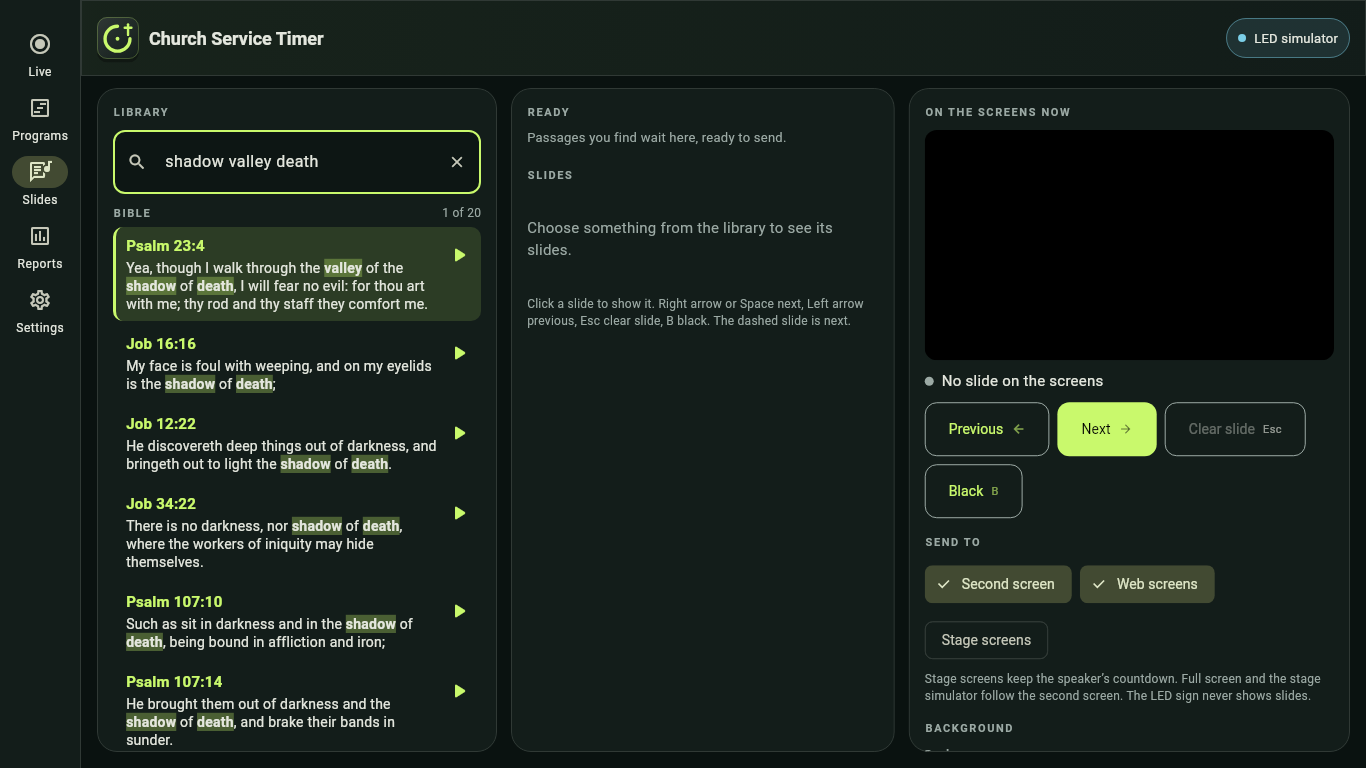 Live
Programs
Slides
Reports
Settings
Church Service Timer
LED simulator
LIBRARY
shadow valley death
BIBLE
1 of 20
Psalm 23:4
Yea, though I walk through the valley of the
shadow of death, I will fear no evil: for thou art
with me; thy rod and thy staff they comfort me.
Job 16:16
My face is foul with weeping, and on my eyelids
is the shadow of death;
Job 12:22
He discovereth deep things out of darkness, and
bringeth out to light the shadow of death.
Job 34:22
There is no darkness, nor shadow of death,
where the workers of iniquity may hide
themselves.
Psalm 107:10
Such as sit in darkness and in the shadow of
death, being bound in affliction and iron;
Psalm 107:14
He brought them out of darkness and the
shadow of death, and brake their bands in
sunder.
READY
Passages you find wait here, ready to send.
SLIDES
Choose something from the library to see its
slides.
Click a slide to show it. Right arrow or Space next, Left arrow
previous, Esc clear slide, B black. The dashed slide is next.
ON THE SCREENS NOW
No slide on the screens
Previous ←
Next →
Clear slide Esc
Black B
SEND TO
Second screen
Web screens
Stage screens
Stage screens keep the speaker’s countdown. Full screen and the stage
simulator follow the second screen. The LED sign never shows slides.
BACKGROUND